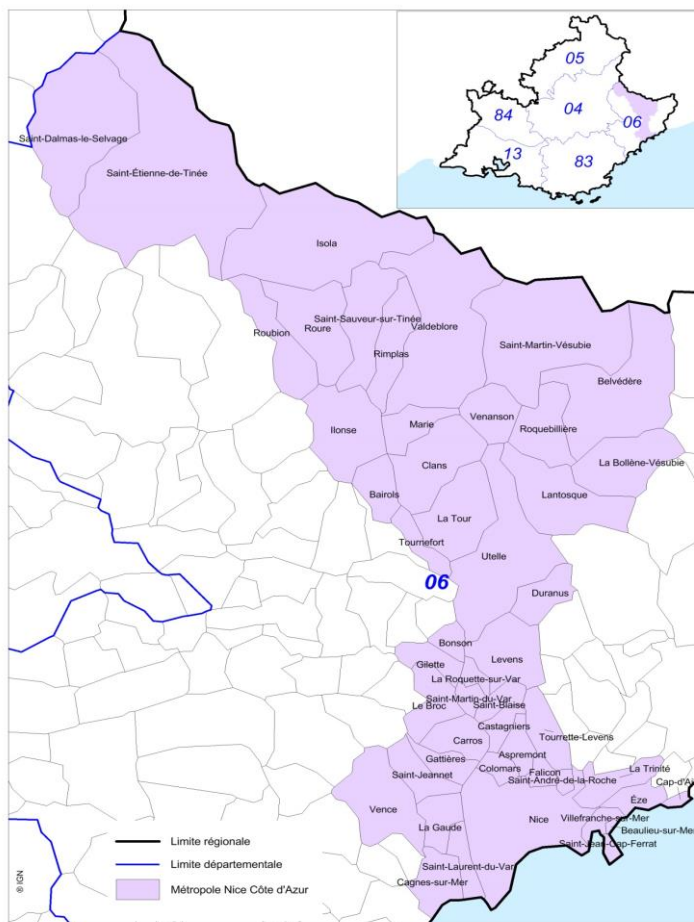 05
04
84
06
13
83
Saint-Dalmas-le-Selvage
Saint-Étienne-de-Tinée
Isola
Saint-Sauveur-sur-Tinée
Roubion
Roure
Valdeblore
Rimplas
Saint-Martin-Vésubie
Belvédère
Ilonse
Marie
Venanson
Roquebillière
Clans
La Bollène-Vésubie
Bairols
Lantosque
La Tour
Tournefort
Utelle
06
Duranus
Bonson
Levens
Gilette
La Roquette-sur-Var
Saint-Martin-du-Var
Le Broc
Saint-Blaise
Castagniers
Carros
Tourrette-Levens
Gattières
Aspremont
Saint-Jeannet
Colomars
Falicon
La Trinité
Saint-André-de-la-Roche
Cap-d'Ai
Èze
Vence
Nice
Villefranche-sur-Mer
La Gaude
Beaulieu-sur-Mer
Saint-Jean-Cap-Ferrat
Saint-Laurent-du-Var
Cagnes-sur-Mer
Limite régionale
Limite départementale
Métropole Nice Côte d'Azur
® IGN